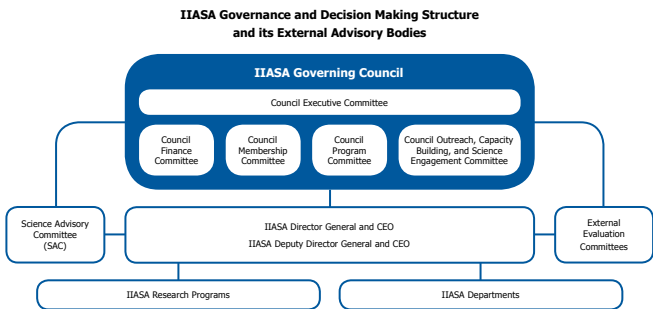 IIASA Governance and Decision Making Structure
and its External Advisory Bodies
IIASA Governing Council
Council Executive Committee
Council
Finance
Committee
Council
Membership
Committee
Council
Program
Committee
Council Outreach, Capacity
Building, and Science
Engagement Committee
Science Advisory
Committee
(SAC)
IIASA Director General and CEO
IIASA Deputy Director General and CEO
External
Evaluation
Committees
IIASA Research Programs
IIASA Departments